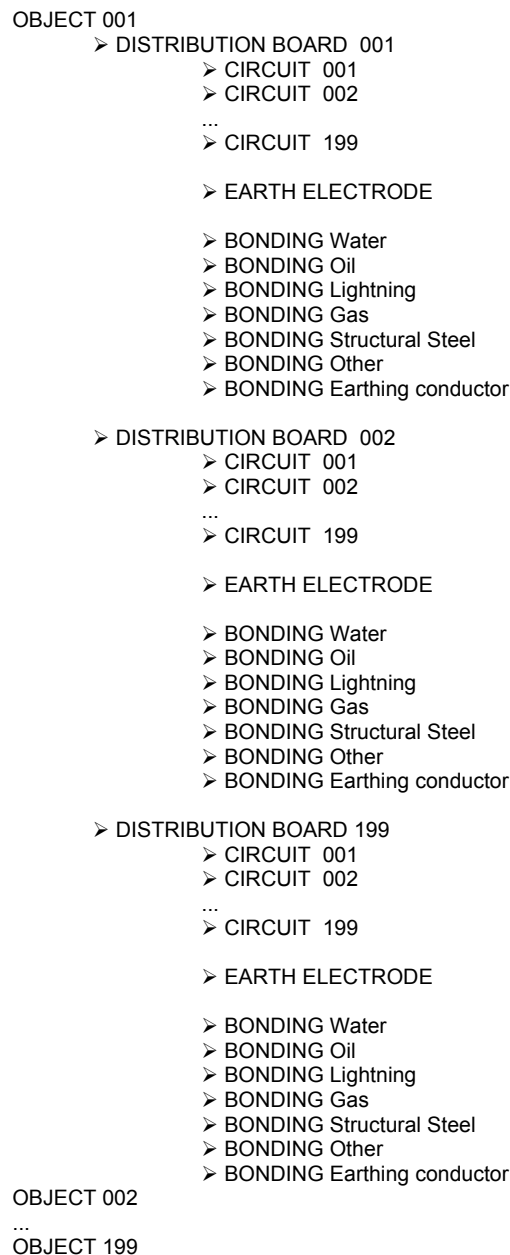 OBJECT 001
➢ DISTRIBUTION BOARD 001
➢ CIRCUIT 001
➢ CIRCUIT 002
...
➢ CIRCUIT 199
➢ EARTH ELECTRODE
➢ BONDING Water
➢ BONDING Oil
➢ BONDING Lightning
➢ BONDING Gas
➢ BONDING Structural Steel
➢ BONDING Other
➢ BONDING Earthing conductor
➢ DISTRIBUTION BOARD 002
➢ CIRCUIT 001
➢ CIRCUIT 002
...
➢ CIRCUIT 199
➢ EARTH ELECTRODE
➢ BONDING Water
➢ BONDING Oil
➢ BONDING Lightning
➢ BONDING Gas
➢ BONDING Structural Steel
➢ BONDING Other
➢ BONDING Earthing conductor
➢ DISTRIBUTION BOARD 199
➢ CIRCUIT 001
➢ CIRCUIT 002
...
➢ CIRCUIT 199
➢ EARTH ELECTRODE
➢ BONDING Water
➢ BONDING Oil
➢ BONDING Lightning
➢ BONDING Gas
➢ BONDING Structural Steel
➢ BONDING Other
➢ BONDING Earthing conductor
OBJECT 002
...
OBJECT 199